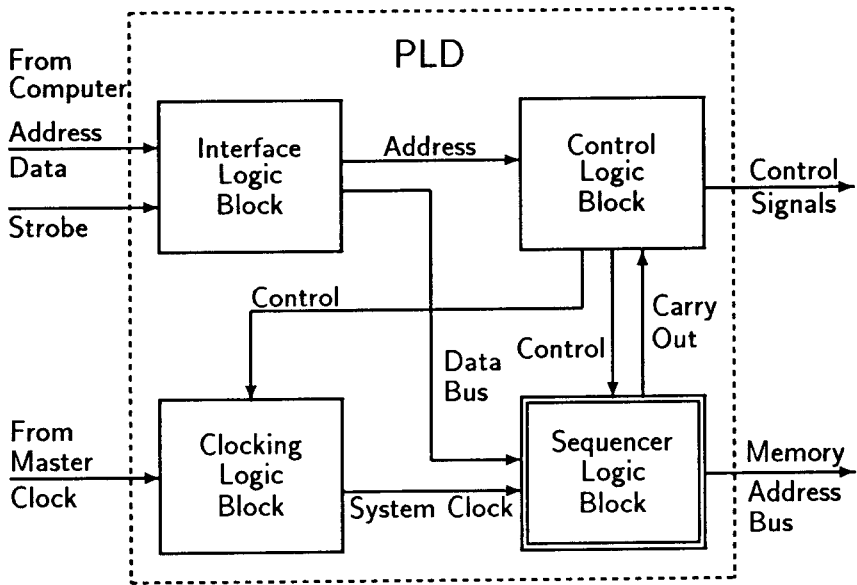 PLD
From
Computer
Address
Data
Strobe
Interface
Logic
Block
Address
Control
Logic
Block
Control
Signals
Control
Data
Bus
Control
Carry
Out
From
Master
Clock
Clocking
Logic
Block
System Clock
Sequencer
Logic
Block
Memory
Address
Bus